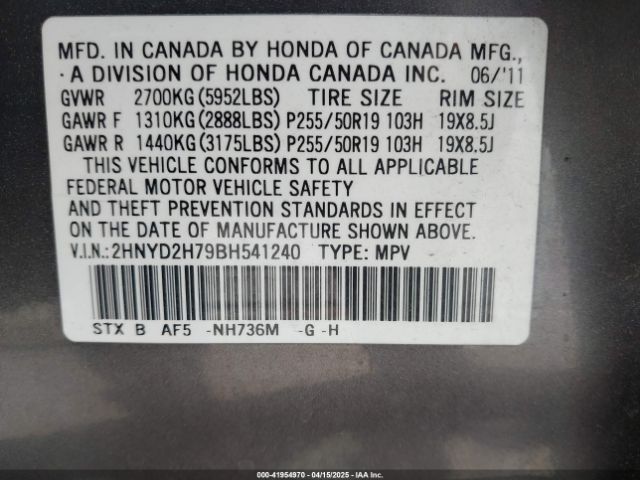 MFD. IN CANADA BY HONDA OF CANADA MFG.,
· A DIVISION OF HONDA CANADA INC. 06/'11
GVWR 2700KG (5952LBS) TIRE SIZE RIM SIZE
GAWR F 1310KG (2888LBS) P255/50R19 103H 19X8.5J
GAWR R 1440KG (3175LBS) P255/50R19 103H 19X8.5J
THIS VEHICLE CONFORMS TO ALL APPLICABLE
FEDERAL MOTOR VEHICLE SAFETY
AND THEFT PREVENTION STANDARDS IN EFFECT
ON THE DATE OF MANUFACTURE SHOWN ABOVE.
V.I.N.:2HNYD2H79BH541240 TYPE: MPV
STX B AF5 -NH736M -G -H
000-41954970 - 04/15/2025 - IAA Inc.